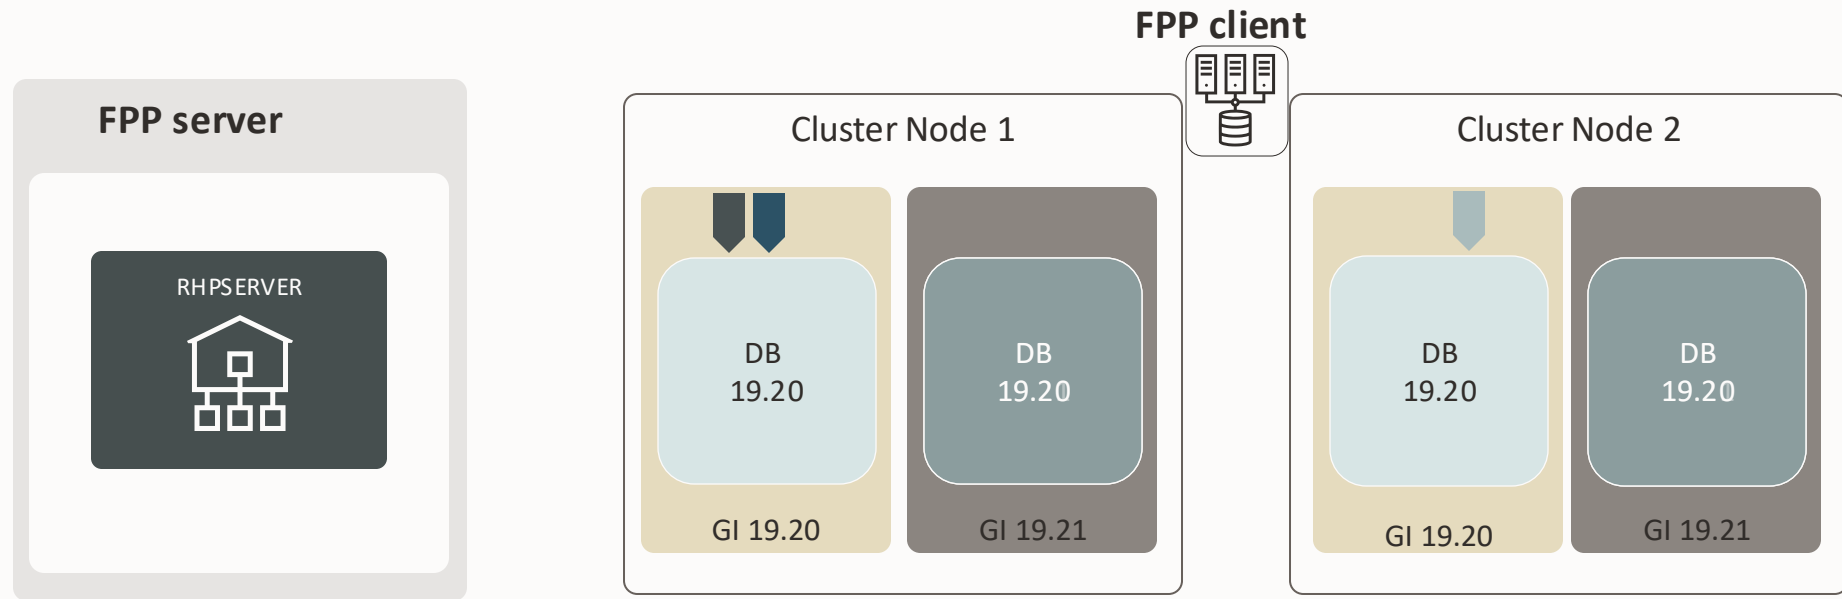 FPP client
FPP server
Cluster Node 1
Cluster Node 2
RHPSERVER
DB
19.20
DB
19.20
DB
19.20
DB
19.20
GI 19.20
GI 19.21
GI 19.20
GI 19.21